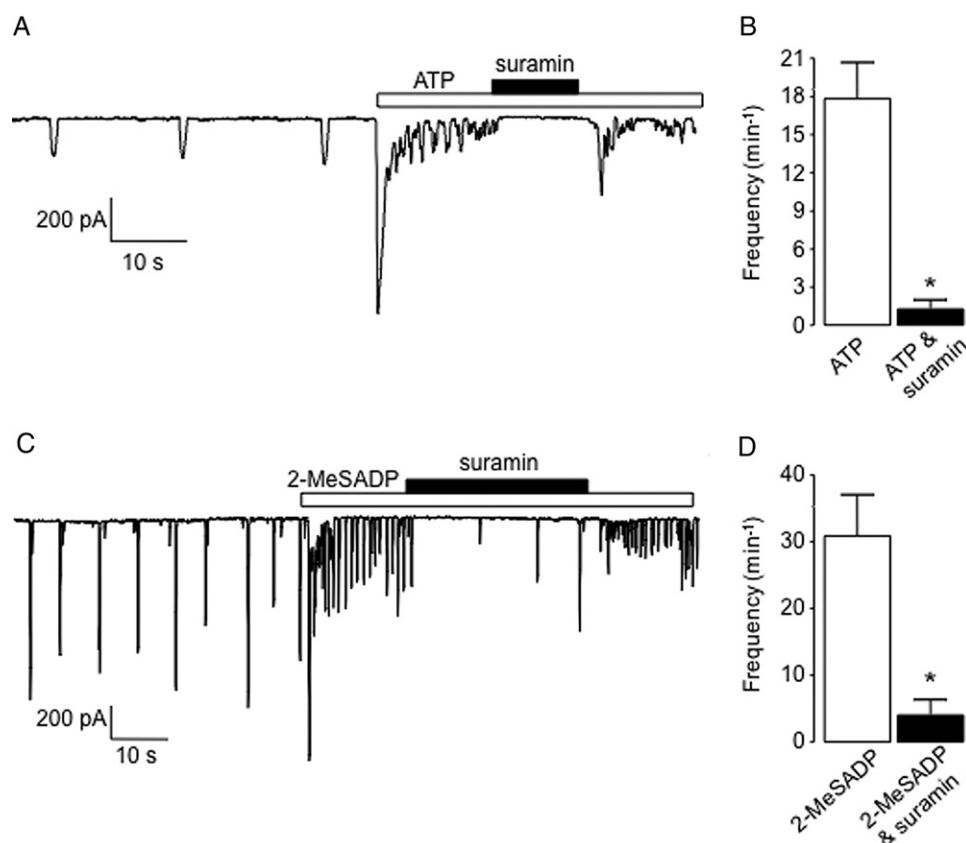 A
B
suramin
ATP
200 pA
10 s
Frequency (min-1)
21
18
15
12
9
6
3
0
*
ATP
ATP &
suramin
C
D
suramin
2-MeSADP
200 pA
10 s
Frequency (min-1)
40
30
20
10
0
*
2-MeSADP
2-MeSADP
& suramin